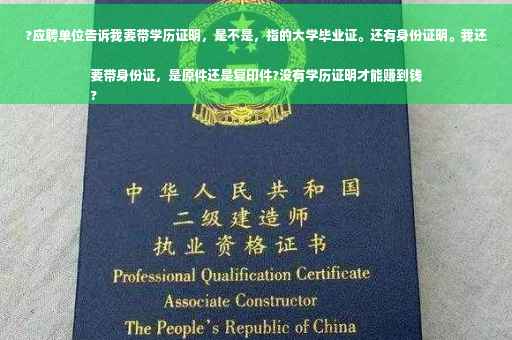 ?应聘单位告诉我要带学历证明，是不是，指的大学毕业证。还有身份证明。我还
要带身份证，是原件还是复印件?没有学历证明才能赚到钱
?
中华人民共和国
二级建造师
执业资格证书
Professional Qualification Certificate
Associate Constructor
The People's Republic of China